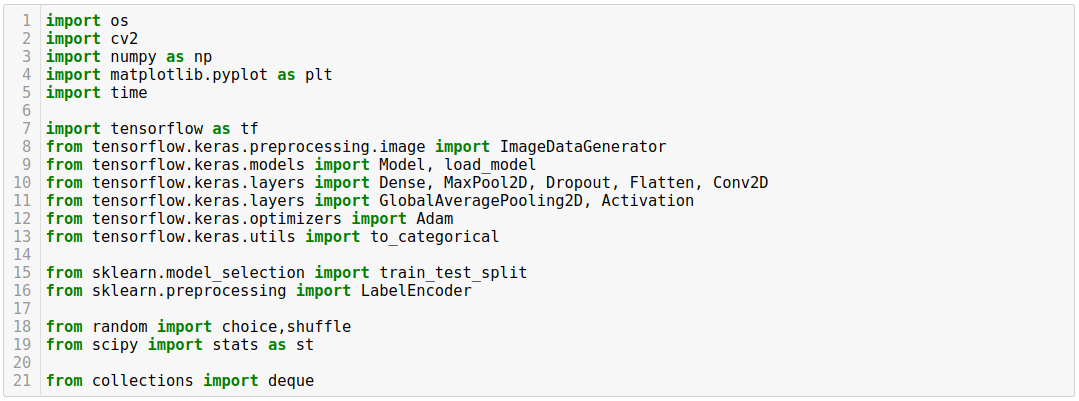 1 import os
2 import cv2
3 import numpy as np
4 import matplotlib.pyplot as plt
5 import time
6
7 import tensorflow as tf
8 from tensorflow.keras.preprocessing.image import ImageDataGenerator
9 from tensorflow.keras.models import Model, load_model
10 from tensorflow.keras.layers import Dense, MaxPool2D, Dropout, Flatten, Conv2D
11 from tensorflow.keras.layers import GlobalAveragePooling2D, Activation
12 from tensorflow.keras.optimizers import Adam
13 from tensorflow.keras.utils import to_categorical
14
15 from sklearn.model_selection import train_test_split
16 from sklearn.preprocessing import LabelEncoder
17
18 from random import choice,shuffle
19 from scipy import stats as st
20
21 from collections import deque